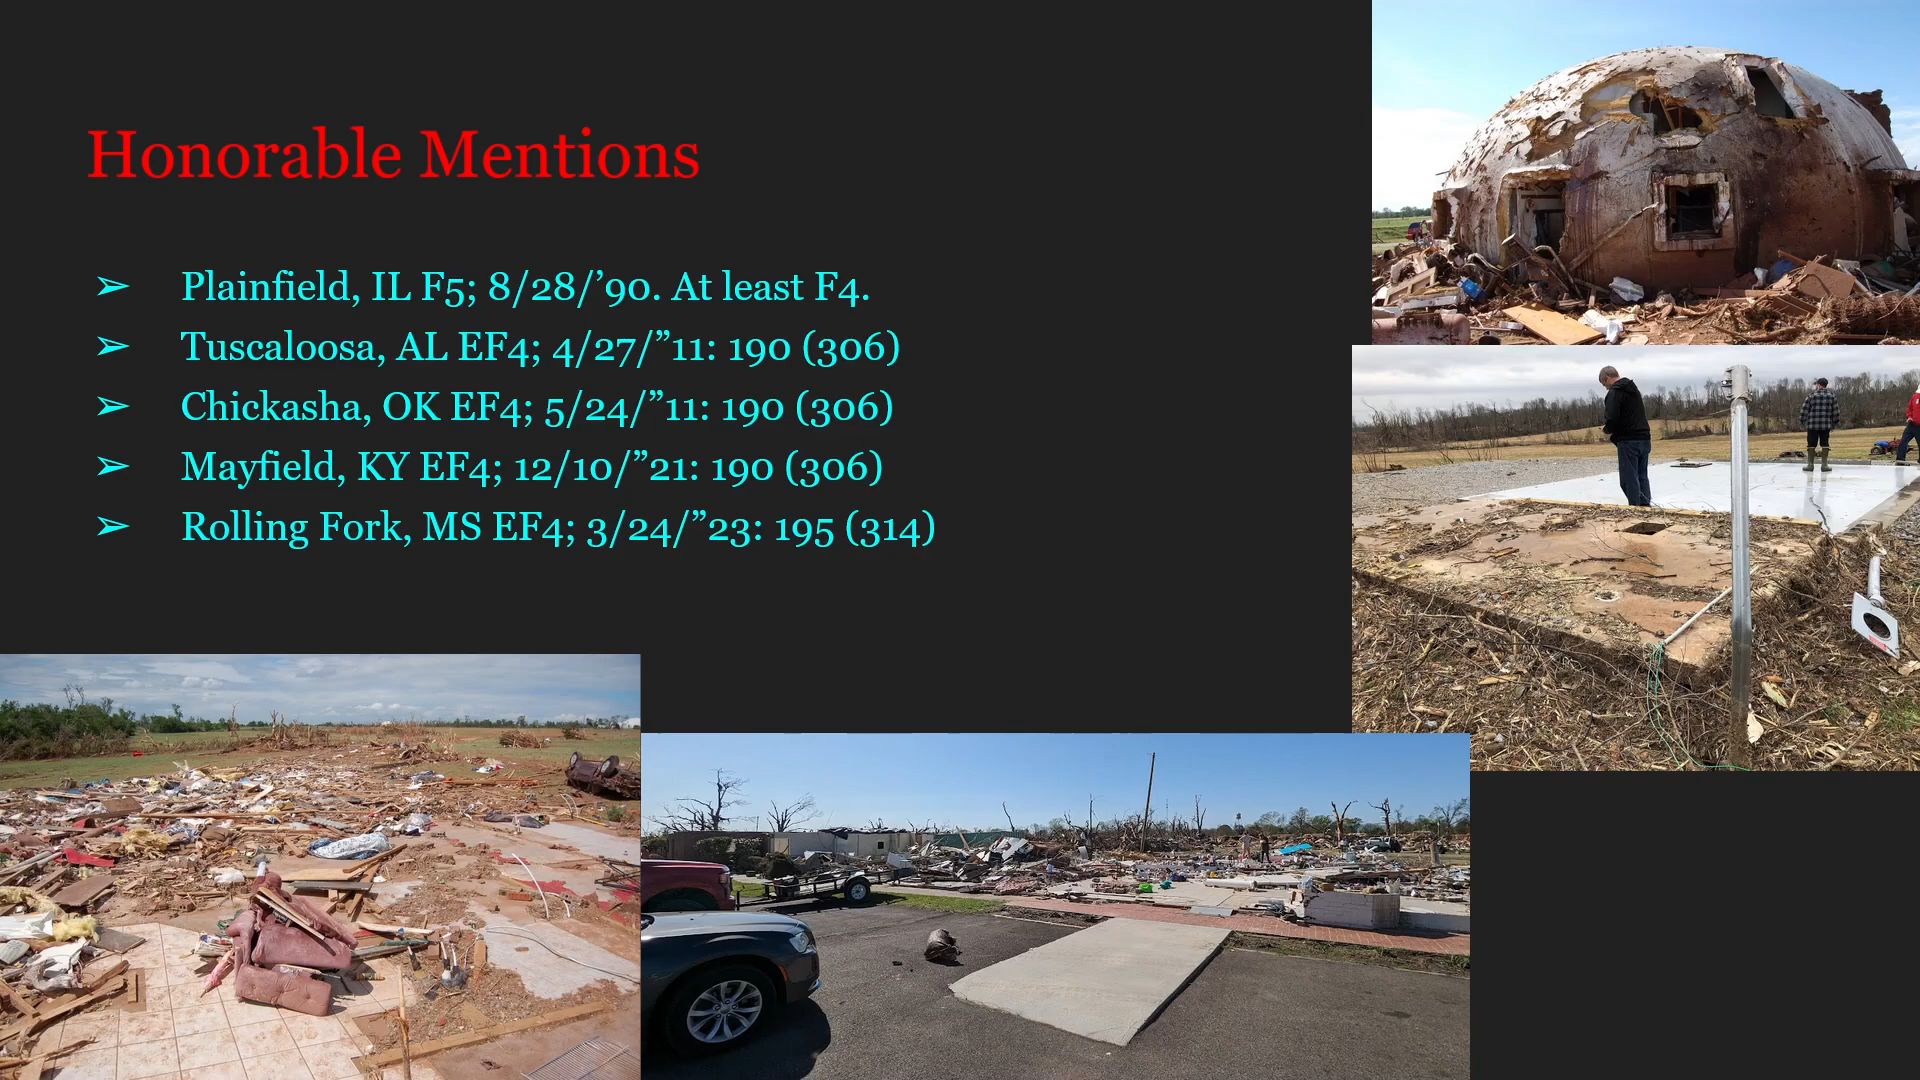 Honorable Mentions
➢ Plainfield, IL F5; 8/28/’90. At least F4.
➢ Tuscaloosa, AL EF4; 4/27/”11: 190 (306)
➢ Chickasha, OK EF4; 5/24/”11: 190 (306)
➢ Mayfield, KY EF4; 12/10/”21: 190 (306)
➢ Rolling Fork, MS EF4; 3/24/”23: 195 (314)